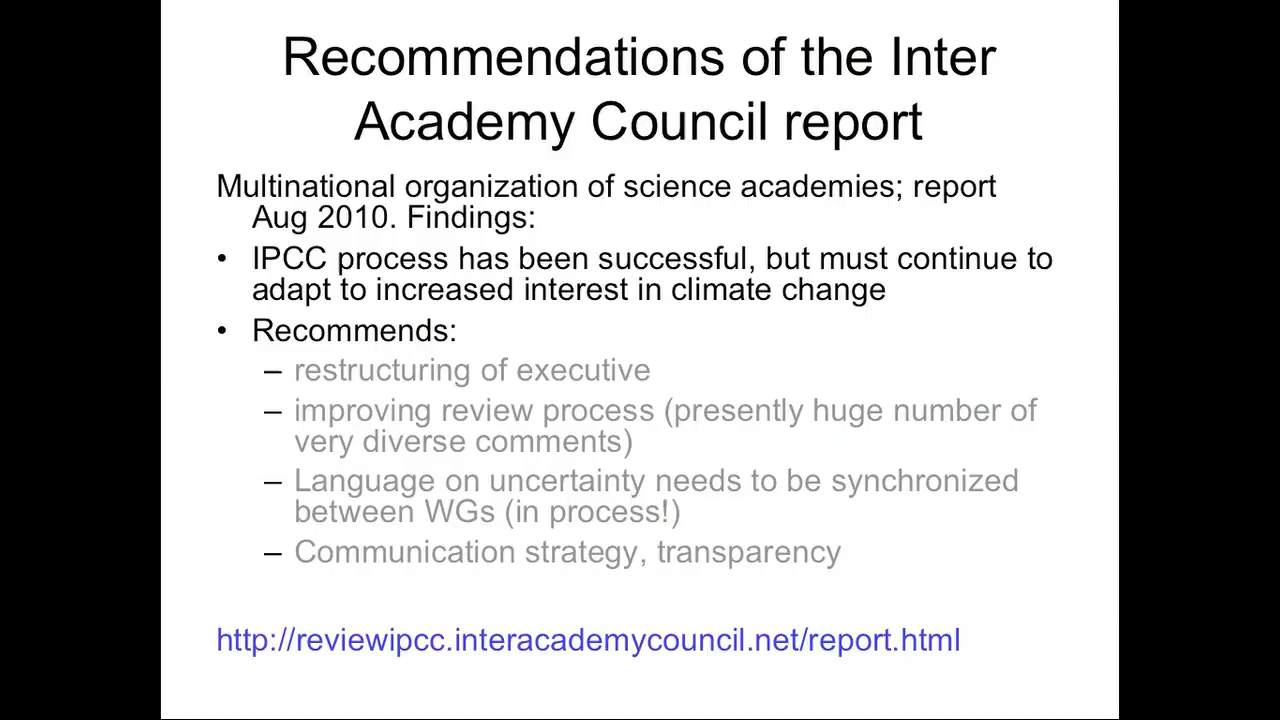 Recommendations of the Inter
Academy Council report
Multinational organization of science academies; report
Aug 2010. Findings:
• IPCC process has been successful, but must continue to
adapt to increased interest in climate change
• Recommends:
– restructuring of executive
– improving review process (presently huge number of
very diverse comments)
– Language on uncertainty needs to be synchronized
between WGs (in process!)
– Communication strategy, transparency
http://reviewipcc.interacademycouncil.net/report.html